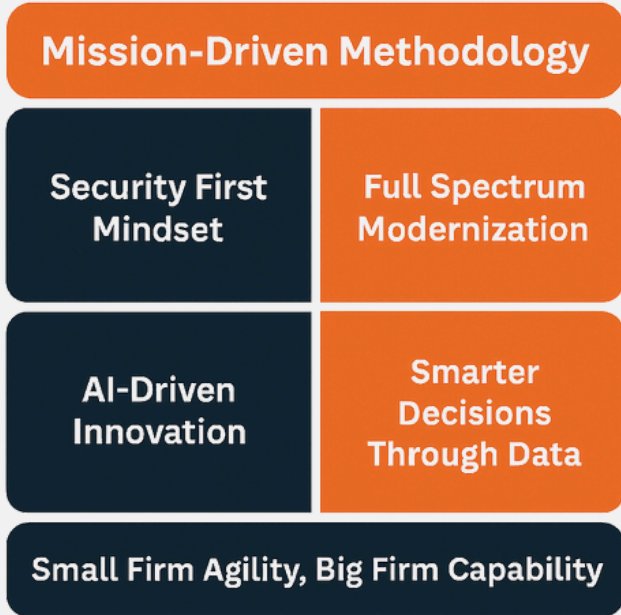 Mission-Driven Methodology
Security First
Mindset
Full Spectrum
Modernization
AI-Driven
Innovation
Smarter
Decisions
Through Data
Small Firm Agility, Big Firm Capability